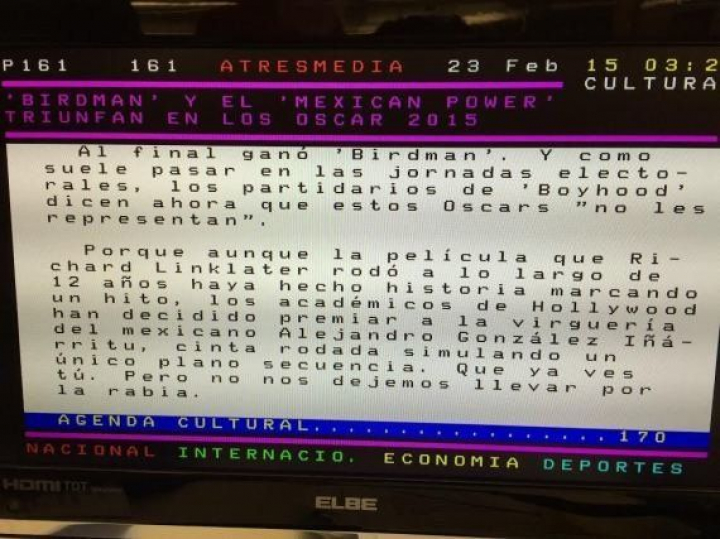 P161 161 ATRESMEDIA 23 Feb 15 03:2
CULTURA
'BIRDMAN' Y EL 'MEXICAN POWER'
TRIUNFAN EN LOS OSCAR 2015
Al final ganó 'Birdman'. Y como
suele pasar en las jornadas electo-
rales, los partidarios de 'Boyhood'
dicen ahora que estos Oscars "no les
representan".
Porque aunque la película que Ri-
chard Linklater rodó a lo largo de
12 años haya hecho historia marcando
un hito, los académicos de Hollywood
han decidido premiar a la virguería
del mexicano Alejandro González Iñá-
rritu, cinta rodada simulando un
único plano secuencia. Que ya ves
tú. Pero no nos dejemos llevar por
la rabia.
AGENDA CULTURAL................170
NACIONAL INTERNACIO. ECONOMIA DEPORTES
HDMI TDT
ELBE